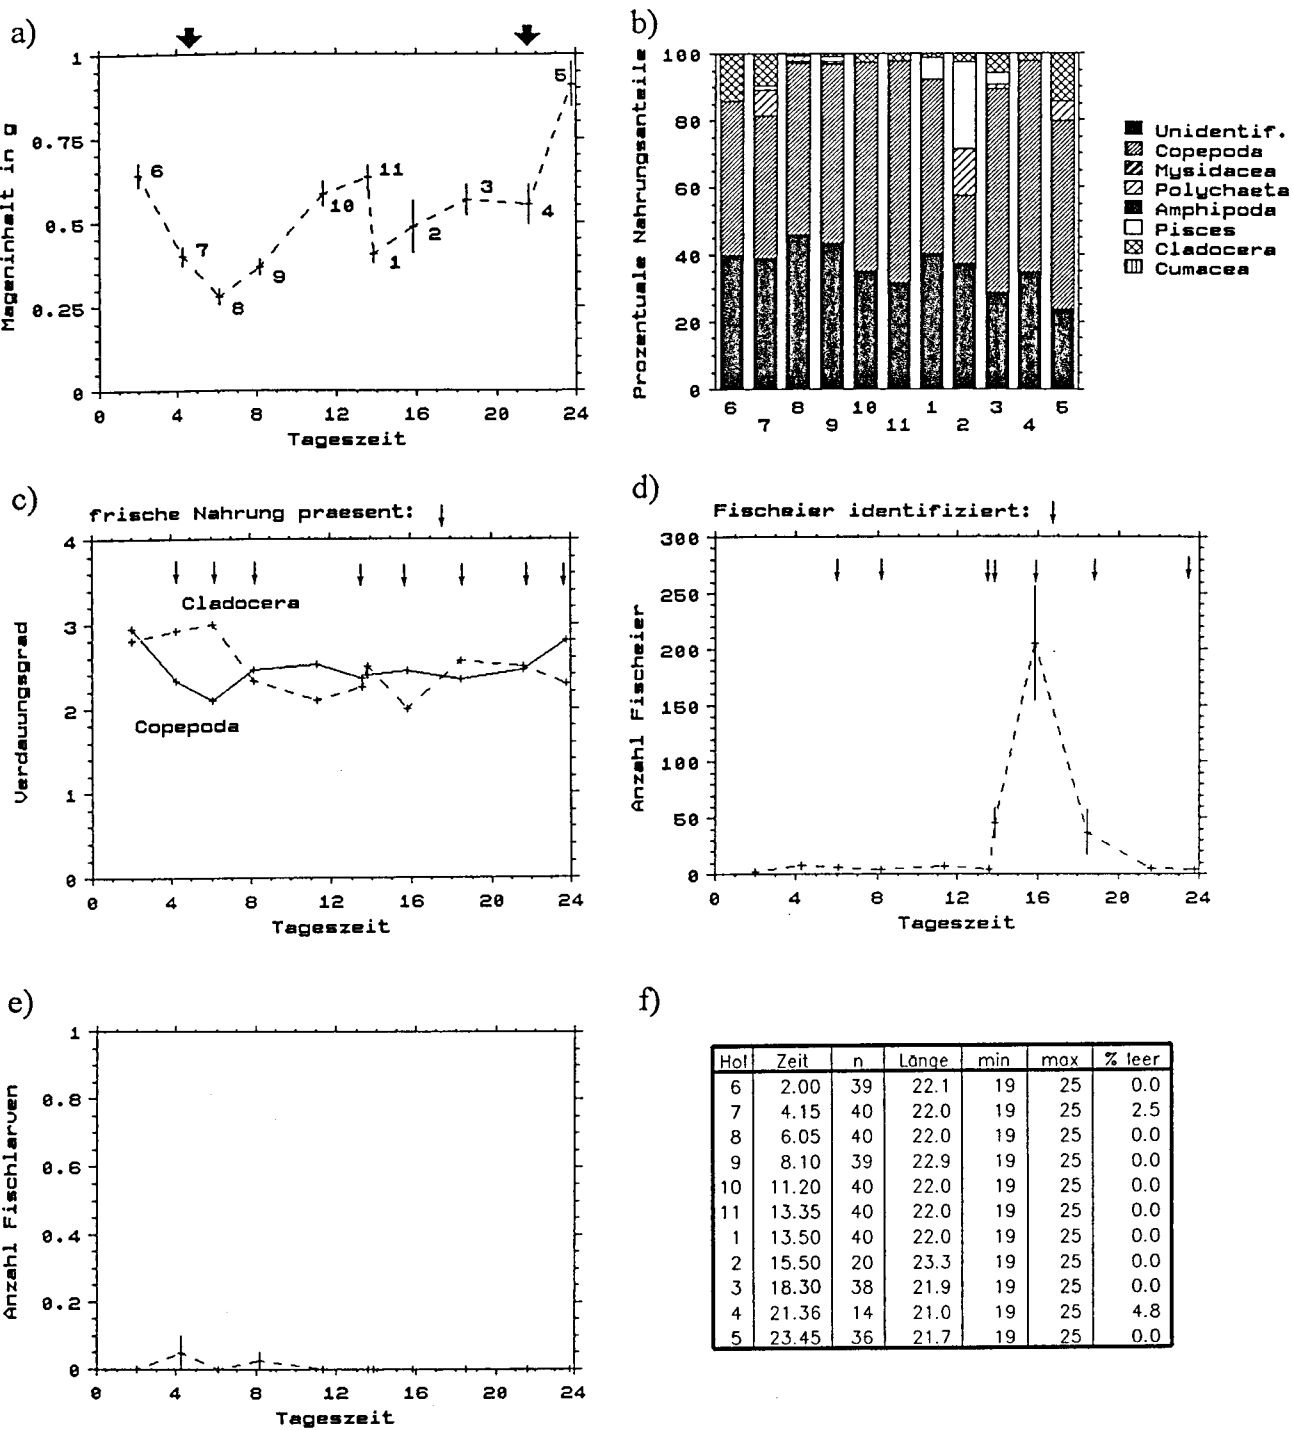 a)
1
0.75
0.5
0.25
0
Mageninhalt in g
0 4 8 12 16 20 24
Tageszeit
6
7
8
9
10
11
1
2
3
4
5
b)
100
80
60
40
20
0
Prozentuale Nahrungsanteile
6 8 10 1 3 5
7 9 11 2 4
Unidentif.
Copepoda
Mysidacea
Polychaeta
Amphipoda
Pisces
Cladocera
Cumacea
c)
frische Nahrung praesent:
4
3
2
1
0
Verdauungsgrad
Cladocera
Copepoda
0 4 8 12 16 20 24
Tageszeit
d)
Fischeier identifiziert:
300
250
200
150
100
50
0
Anzahl Fischeier
0 4 8 12 16 20 24
Tageszeit
e)
1
0.8
0.6
0.4
0.2
0
Anzahl Fischlarven
0 4 8 12 16 20 24
Tageszeit
f)
Hol Zeit n Länge min max % leer
6 2.00 39 22.1 19 25 0.0
7 4.15 40 22.0 19 25 2.5
8 6.05 40 22.0 19 25 0.0
9 8.10 39 22.9 19 25 0.0
10 11.20 40 22.0 19 25 0.0
11 13.35 40 22.0 19 25 0.0
1 13.50 40 22.0 19 25 0.0
2 15.50 20 23.3 19 25 0.0
3 18.30 38 21.9 19 25 0.0
4 21.36 14 21.0 19 25 4.8
5 23.45 36 21.7 19 25 0.0